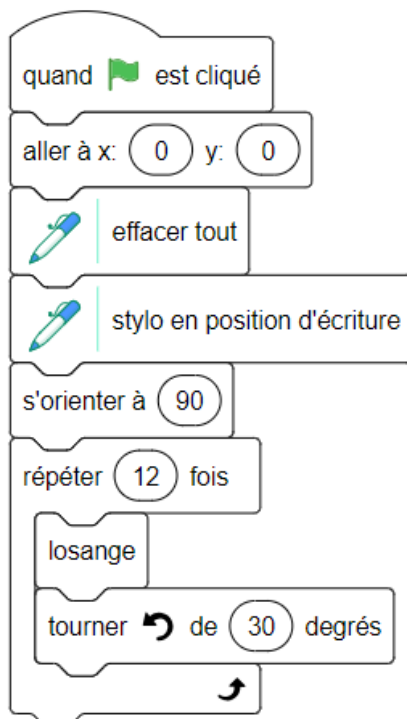 quand est cliqué
aller à x: 0 y: 0
effacer tout
stylo en position d'écriture
s'orienter à 90
répéter 12 fois
losange
tourner de 30 degrés